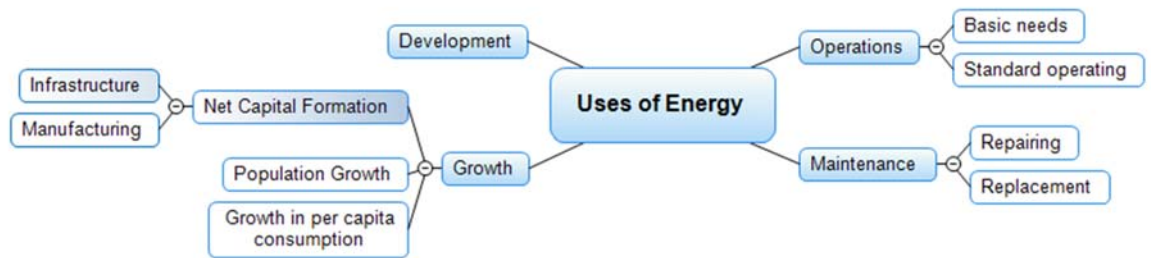 Uses of Energy
Development
Growth
Net Capital Formation
Infrastructure
Manufacturing
Population Growth
Growth in per capita
consumption
Operations
Basic needs
Standard operating
Maintenance
Repairing
Replacement